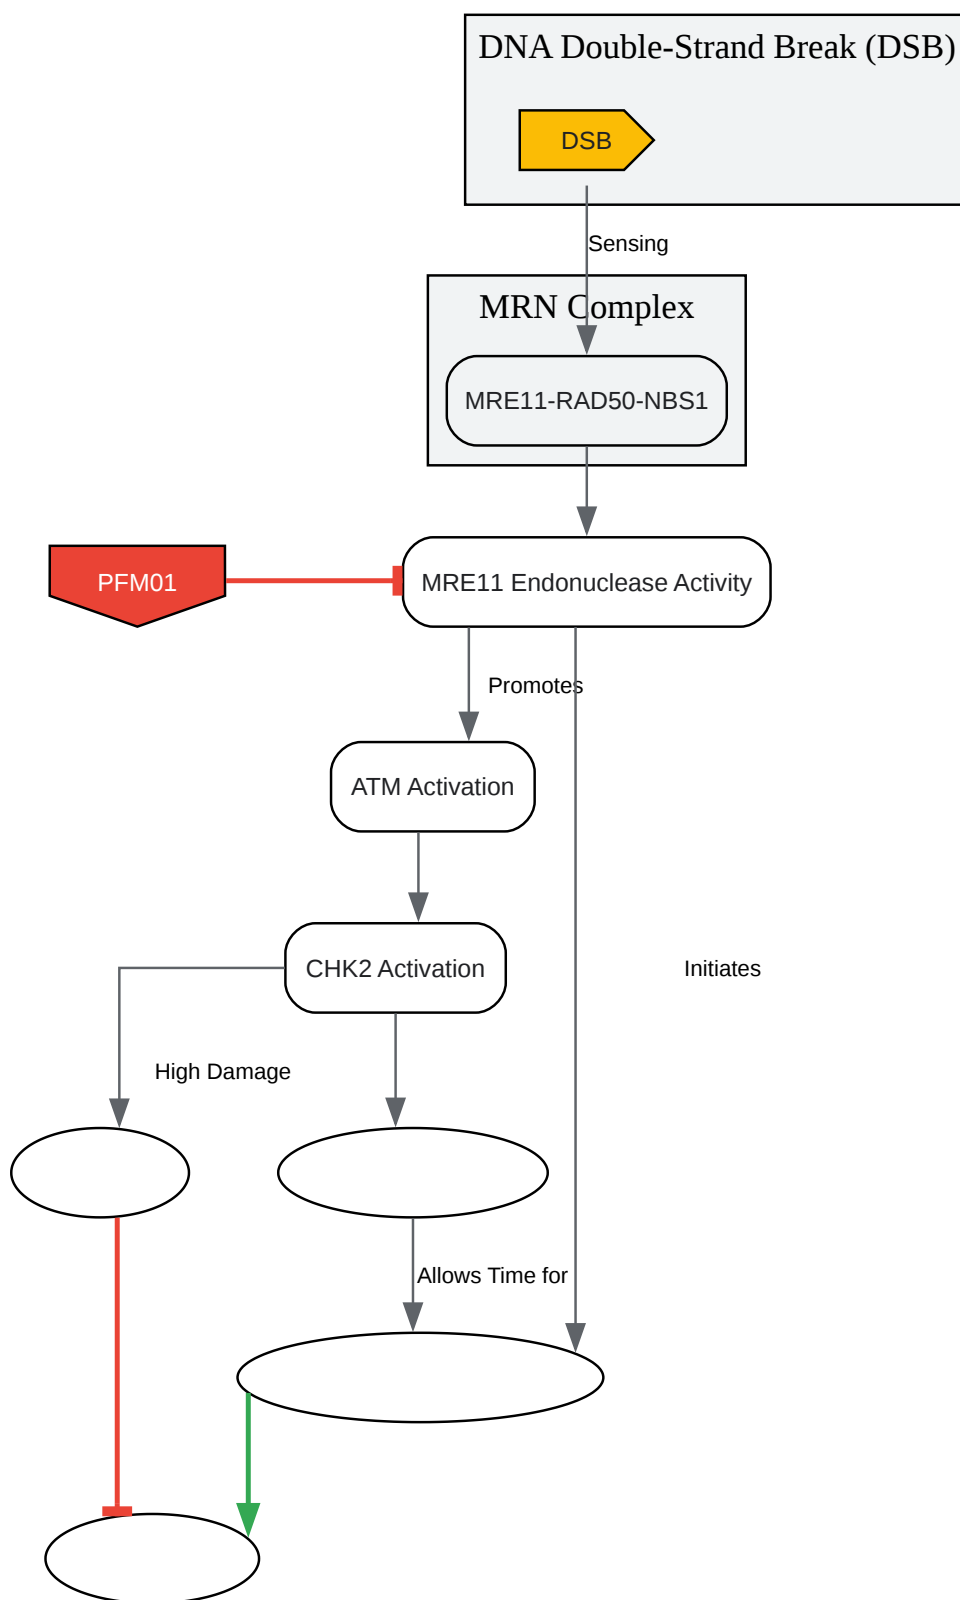 DNA Double-Strand Break (DSB)
DSB
Sensing
MRN Complex
MRE11-RAD50-NBS1
PFM01
MRE11 Endonuclease Activity
Promotes
ATM Activation
CHK2 Activation
Initiates
High Damage
Allows Time for